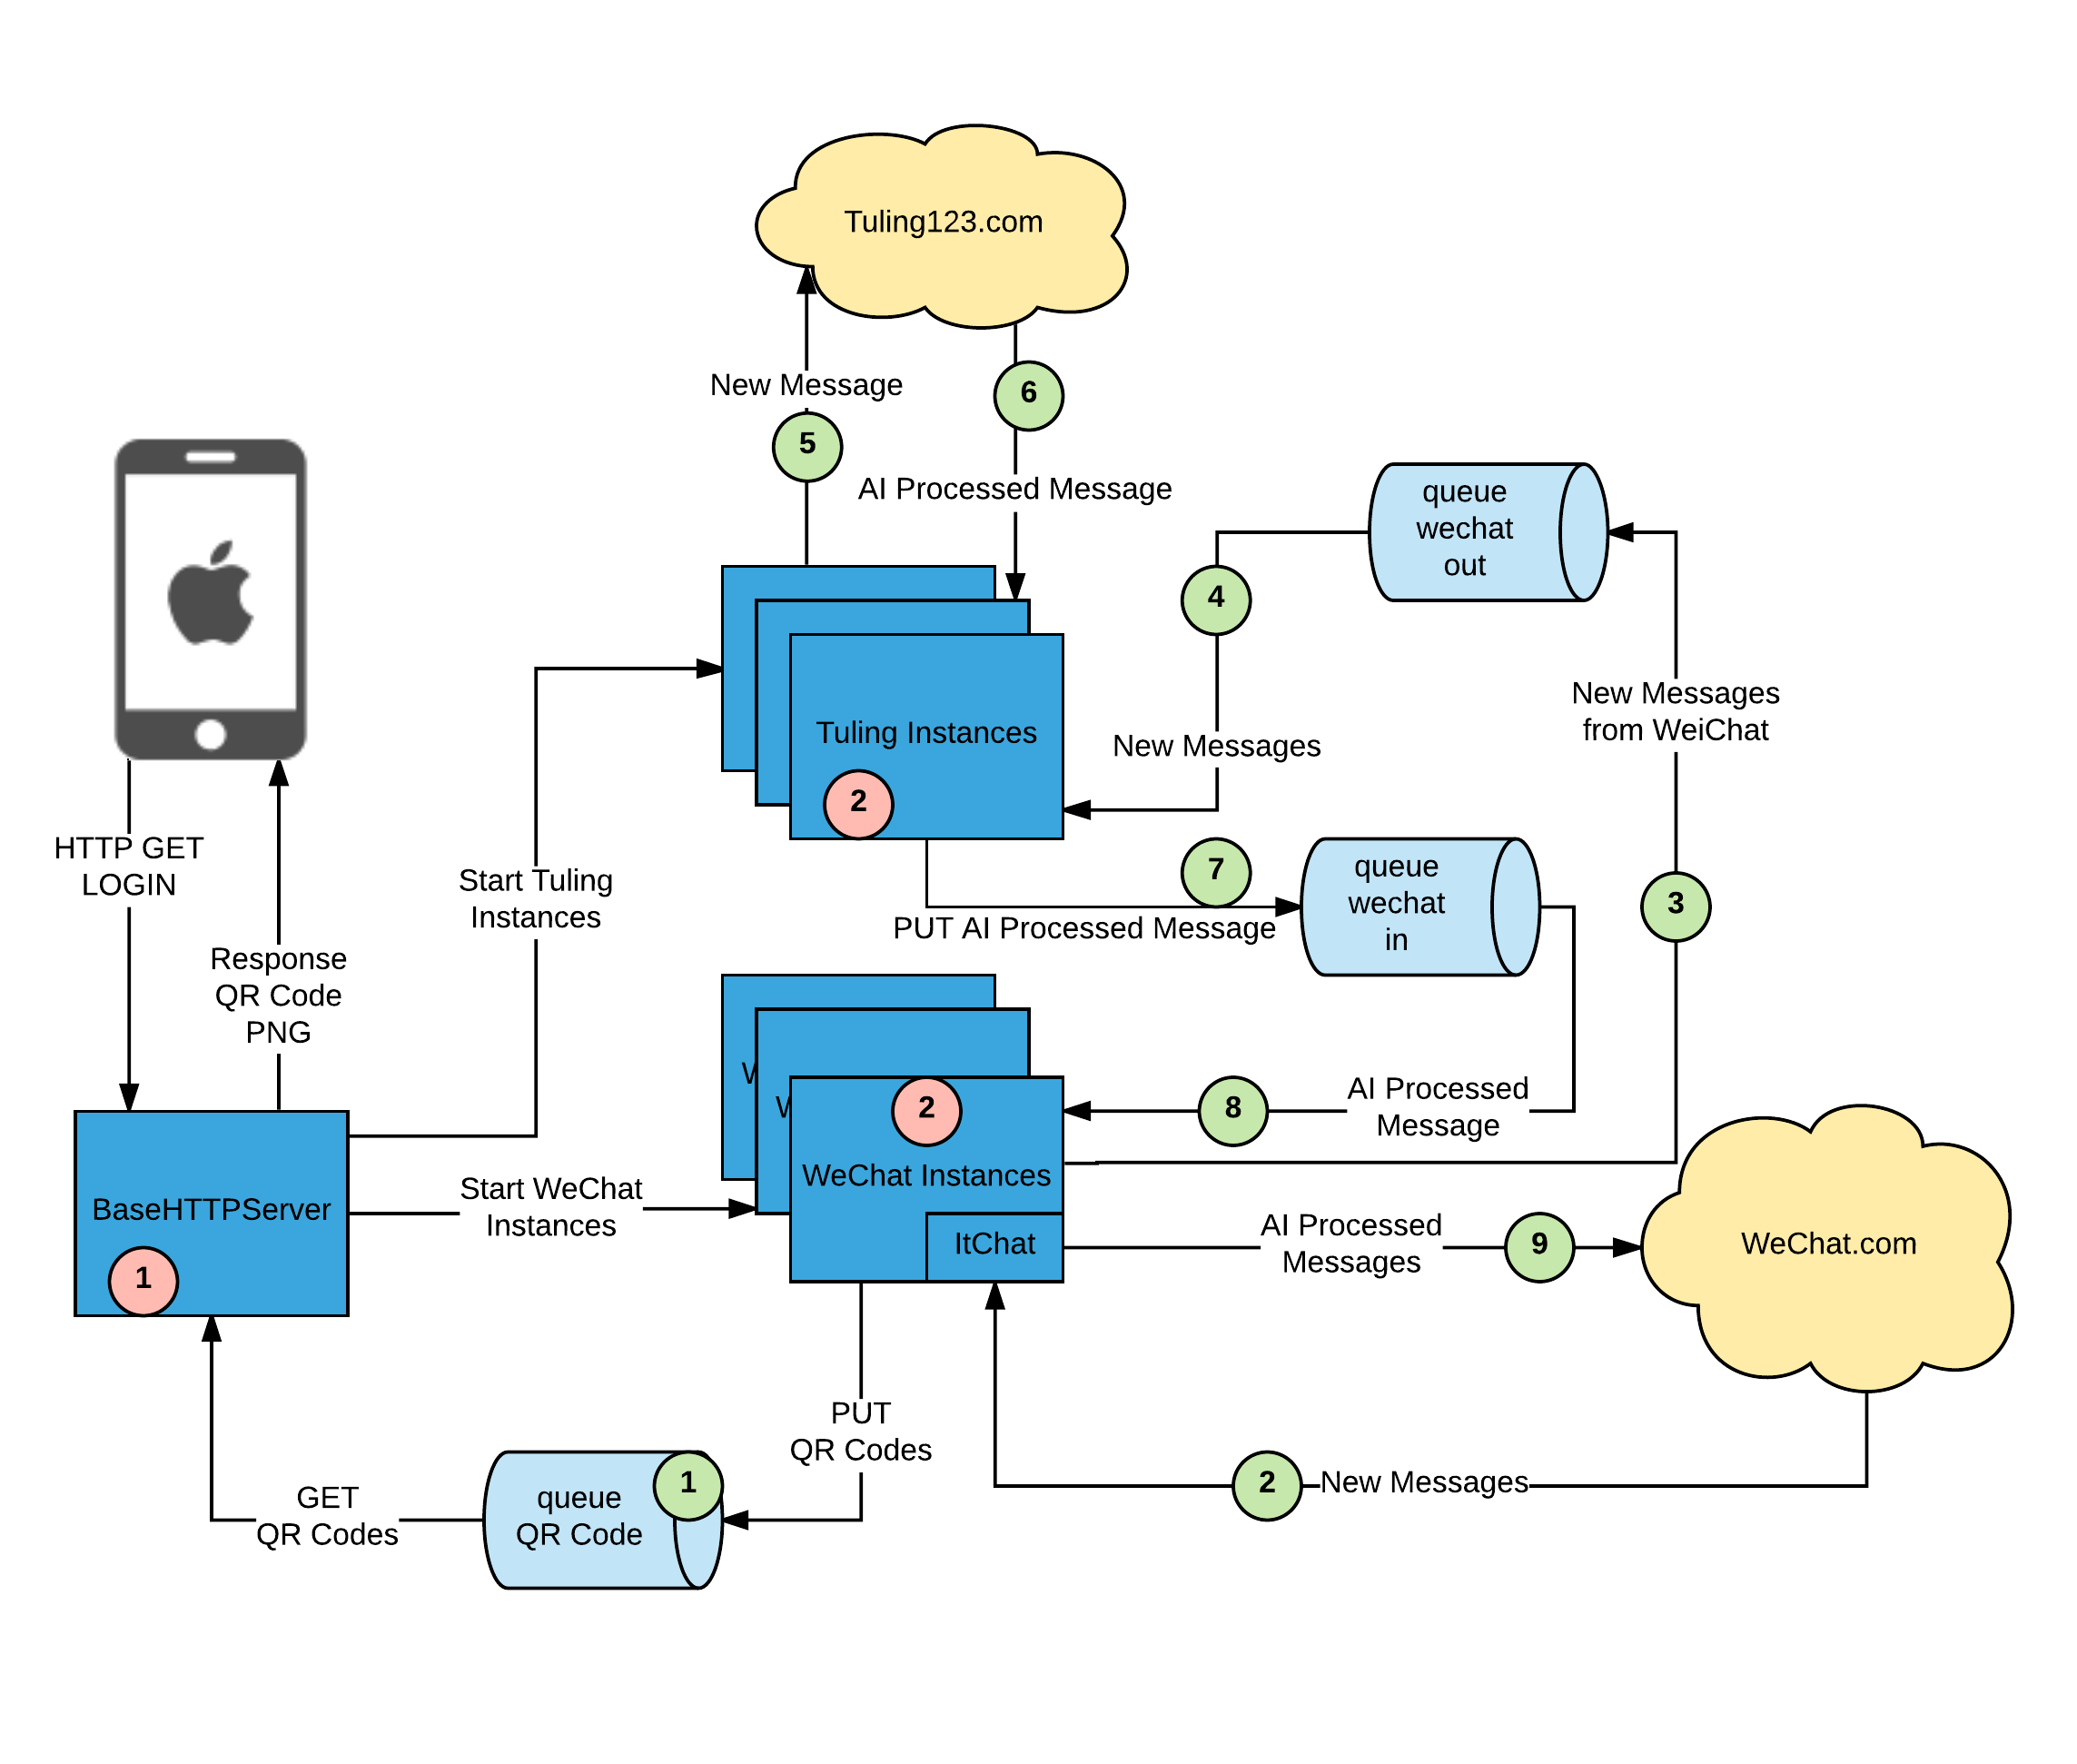 Tuling123.com
New Message
5
6
AI Processed Message
queue
wechat
out
4
New Messages
from WeiChat
Tuling Instances
2
New Messages
HTTP GET
LOGIN
Start Tuling
Instances
7
PUT AI Processed Message
queue
wechat
in
3
Response
QR Code
PNG
W
W
2
WeChat Instances
ItChat
8
AI Processed
Message
BaseHTTPServer
1
Start WeChat
Instances
AI Processed
Messages
9
WeChat.com
PUT
QR Codes
GET
QR Codes
queue
QR Code
1
2
New Messages